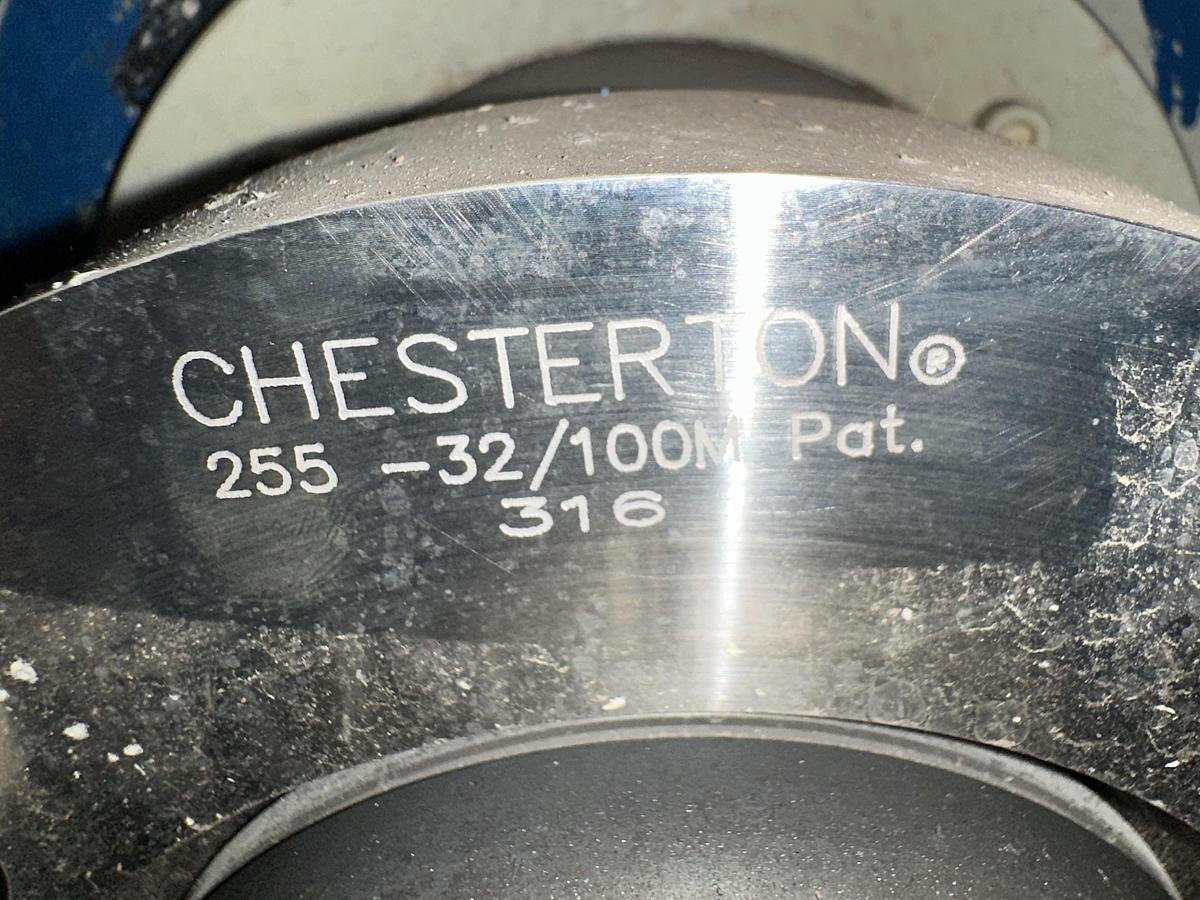 CHESTERTON®
255 -32/100M Pat.
316